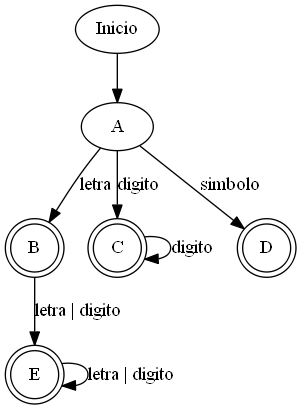 Inicio
A
letra digito simbolo
B C digito D
letra | digito
E letra | digito